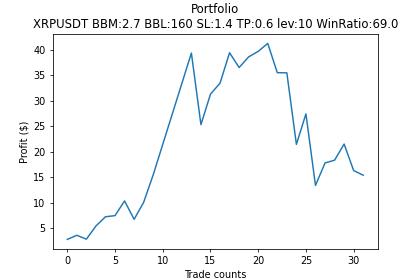 Portfolio
XRPUSDT BBM:2.7 BBL:160 SL:1.4 TP:0.6 lev:10 WinRatio:69.0
40
35
30
25
20
15
10
5
Profit ($)
0 5 10 15 20 25 30
Trade counts